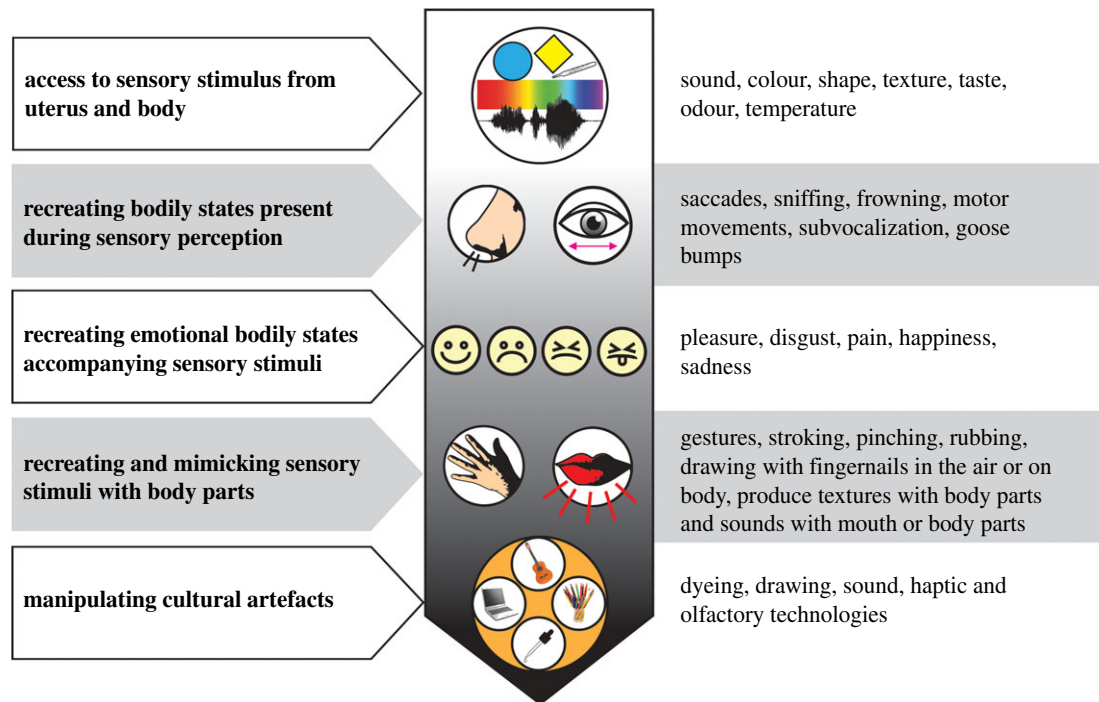 access to sensory stimulus from
uterus and body
sound, colour, shape, texture, taste,
odour, temperature
recreating bodily states present
during sensory perception
saccades, sniffing, frowning, motor
movements, subvocalization, goose
bumps
recreating emotional bodily states
accompanying sensory stimuli
pleasure, disgust, pain, happiness,
sadness
recreating and mimicking sensory
stimuli with body parts
gestures, stroking, pinching, rubbing,
drawing with fingernails in the air or on
body, produce textures with body parts
and sounds with mouth or body parts
manipulating cultural artefacts
dyeing, drawing, sound, haptic and
olfactory technologies